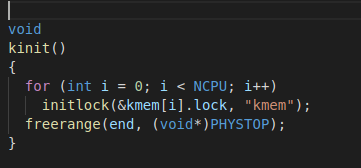 void
kinit()
{
  for (int i = 0; i < NCPU; i++)
    initlock(&kmem[i].lock, "kmem");
  freerange(end, (void*)PHYSTOP);
}